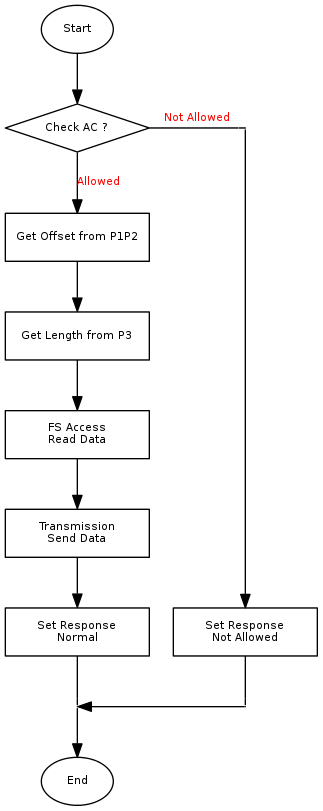 Start
Check AC ?
Not Allowed
Allowed
Get Offset from P1P2
Get Length from P3
FS Access
Read Data
Transmission
Send Data
Set Response
Normal
Set Response
Not Allowed
End